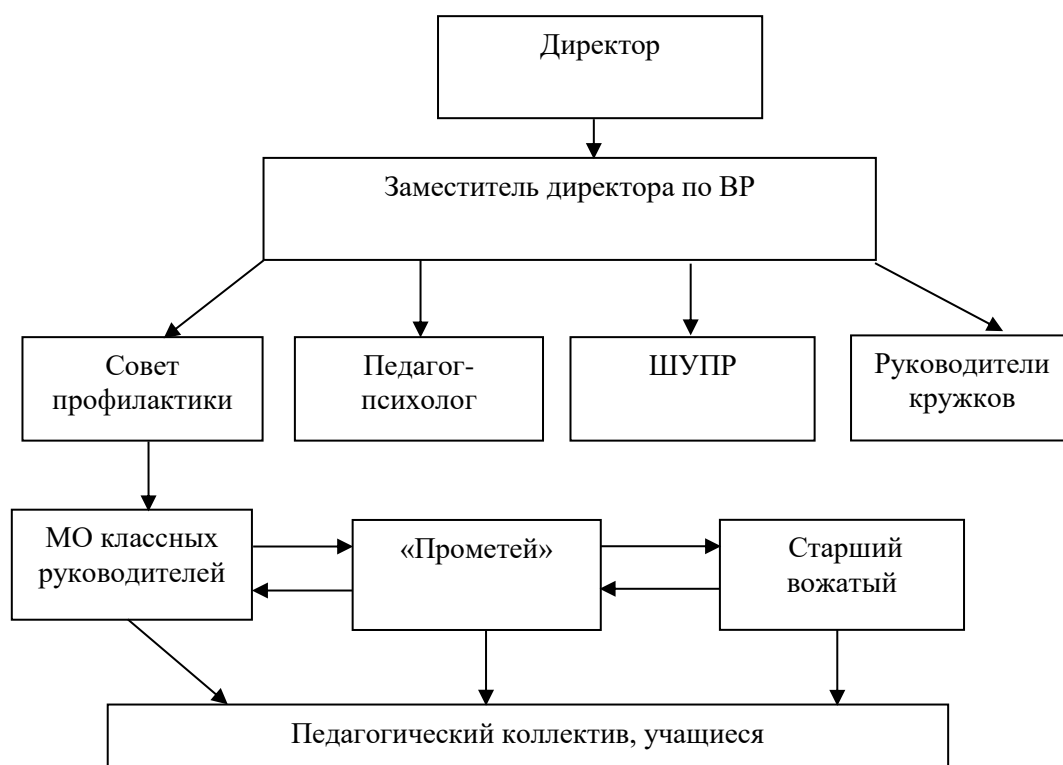 Директор
Заместитель директора по ВР
Совет
профилактики
Педагог-
психолог
ШУПР
Руководители
кружков
МО классных
руководителей
«Прометей»
Старший
вожатый
Педагогический коллектив, учащиеся